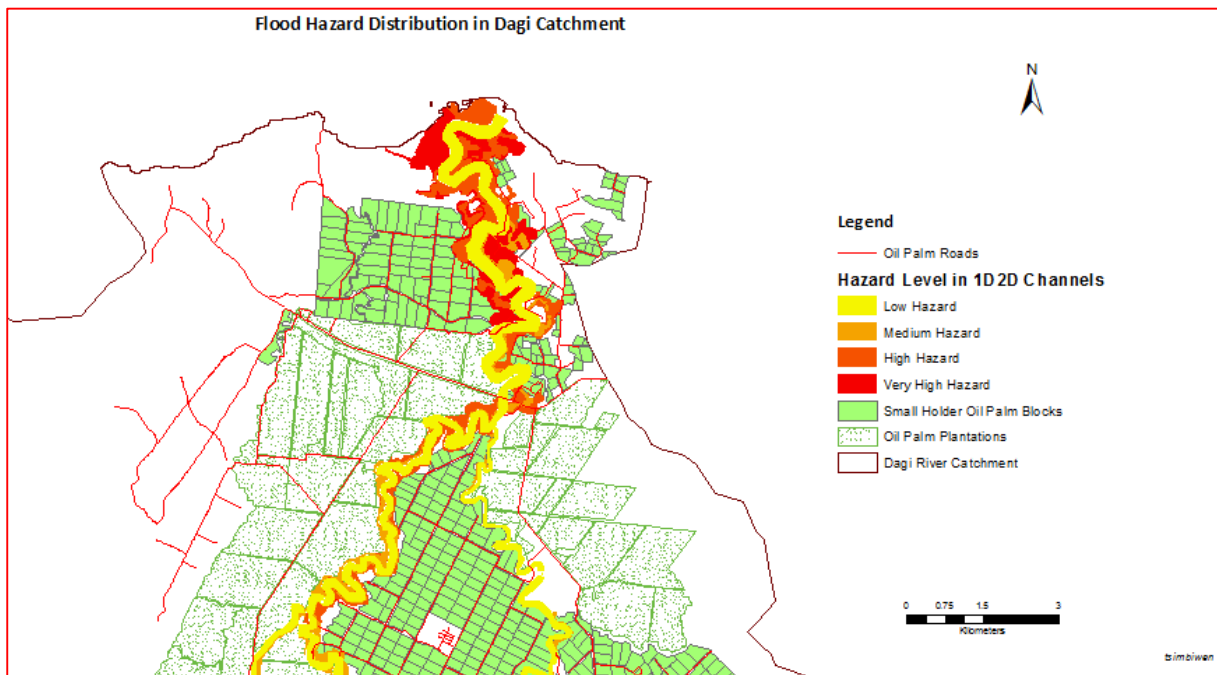 Flood Hazard Distribution in Dagi Catchment
N
Legend
Oil Palm Roads
Hazard Level in 1D2D Channels
Low Hazard
Medium Hazard
High Hazard
Very High Hazard
Small Holder Oil Palm Blocks
Oil Palm Plantations
Dagi River Catchment
0 0.75 1.5 3
Kilometers
tsimbiwen